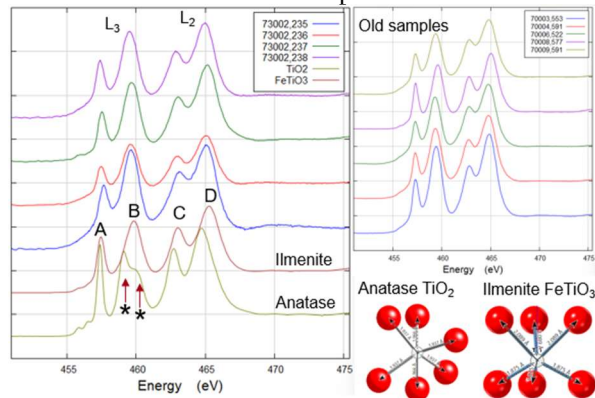 L3
L2
73002,235
73002,236
73002,237
73002,238
TiO2
FeTiO3
A
B
C
D
Ilmenite
Anatase
*
*
455
460
465
470
475
Energy (eV)
Old samples
70003,553
70004,591
70006,522
70008,577
70009,591
455
460
465
470
475
Energy (eV)
Anatase TiO2
Ilmenite FeTiO3